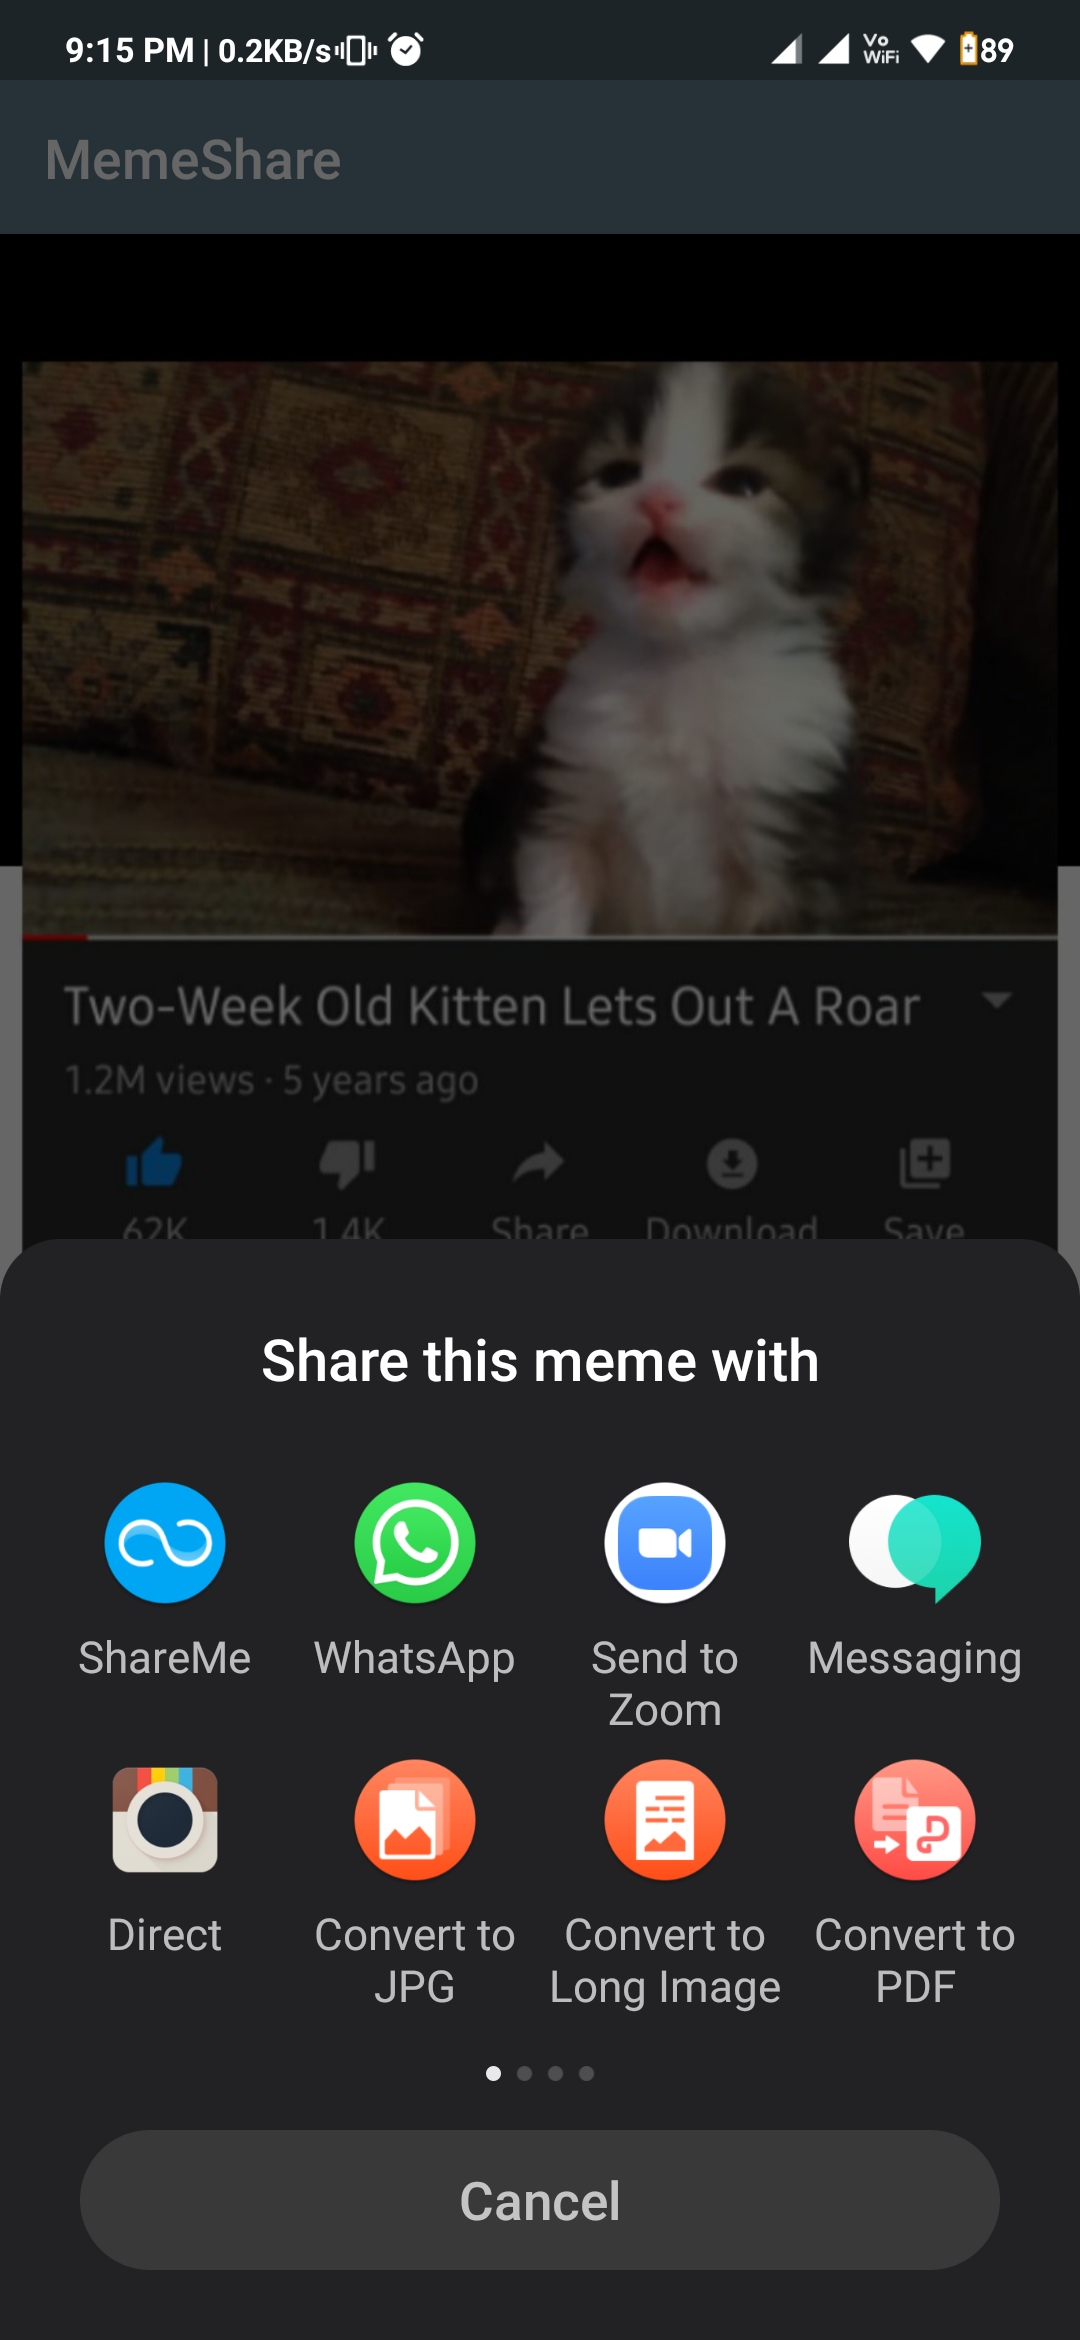 9:15 PM | 0.2KB/s
Vo
WiFi
89
MemeShare
Two-Week Old Kitten Lets Out A Roar
1.2M views · 5 years ago
62K 1.4K Share Download Save
Share this meme with
ShareMe WhatsApp Send to Messaging
Zoom
Direct Convert to Convert to Convert to
JPG Long Image PDF
Cancel